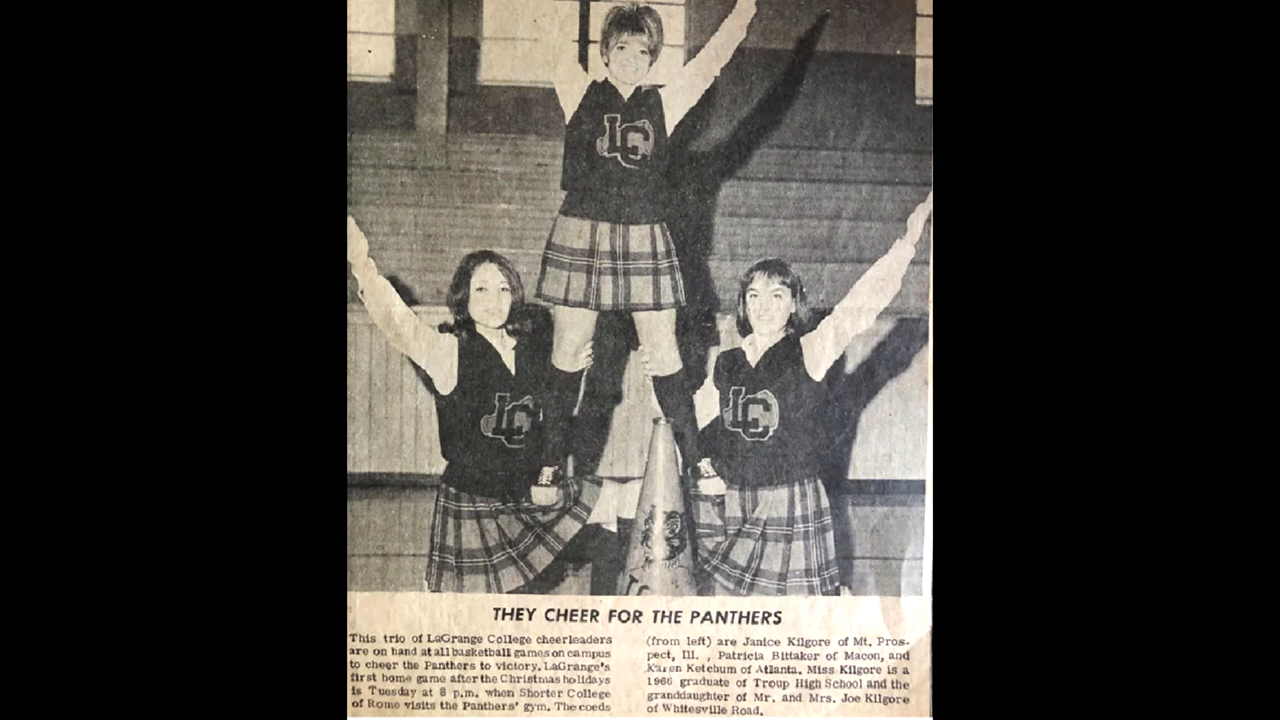 LC
LC
LC
THEY CHEER FOR THE PANTHERS
This trio of LaGrange College cheerleaders
are on hand at all basketball games on campus
to cheer the Panthers to victory. LaGrange's
first home game after the Christmas holidays
is Tuesday at 8 p.m. when Shorter College
of Rome visits the Panthers' gym. The coeds
(from left) are Janice Kilgore of Mt. Pros-
pect, Ill. , Patricia Bittaker of Macon, and
Karen Ketchum of Atlanta. Miss Kilgore is a
1966 graduate of Troup High School and the
granddaughter of Mr. and Mrs. Joe Kilgore
of Whitesville Road.